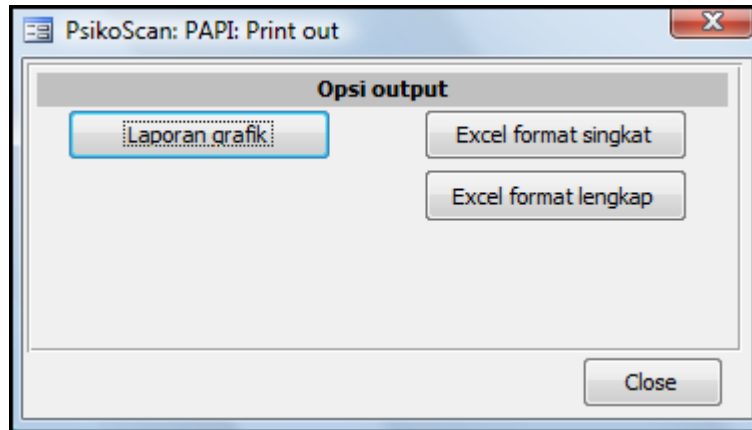 PsikoScan: PAPI: Print out
Opsi output
Laporan grafik
Excel format singkat
Excel format lengkap
Close